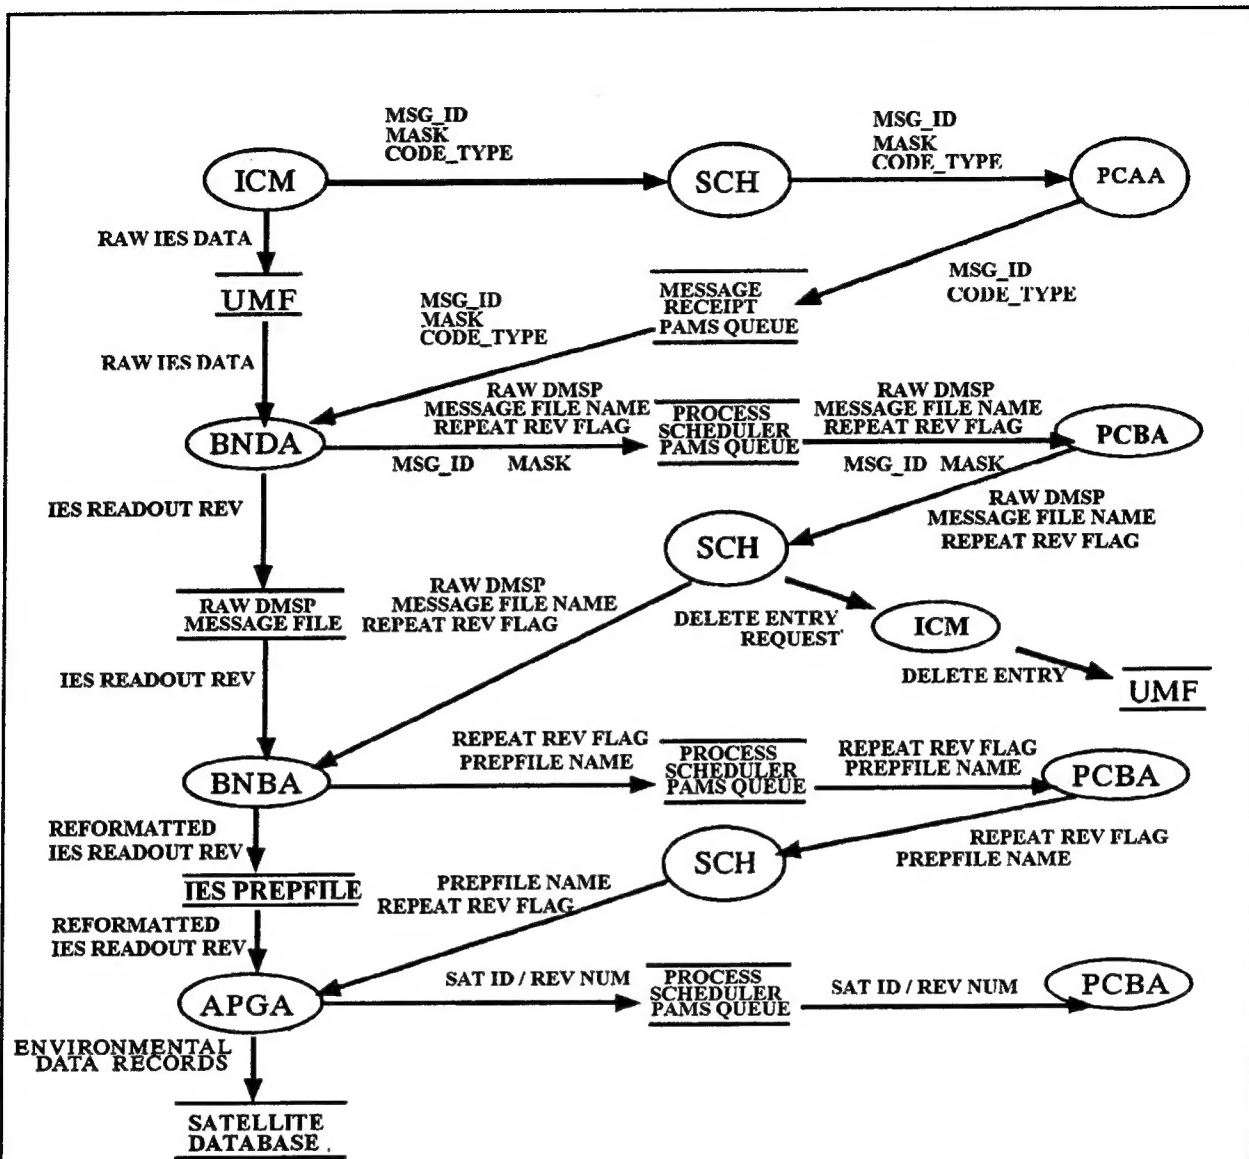 MSG_ID
MASK
CODE_TYPE
MSG_ID
MASK
CODE_TYPE
ICM
SCH
PCAA
RAW IES DATA
UMF
MSG_ID
MASK
CODE_TYPE
MESSAGE
RECEIPT
PAMS QUEUE
MSG_ID
CODE_TYPE
RAW IES DATA
RAW DMSP
MESSAGE FILE NAME
REPEAT REV FLAG
PROCESS
SCHEDULER
PAMS QUEUE
RAW DMSP
MESSAGE FILE NAME
REPEAT REV FLAG
BNDA
PCBA
MSG_ID MASK
MSG_ID MASK
IES READOUT REV
RAW DMSP
MESSAGE FILE NAME
REPEAT REV FLAG
SCH
RAW DMSP
MESSAGE FILE NAME
REPEAT REV FLAG
RAW DMSP
MESSAGE FILE
DELETE ENTRY
REQUEST
ICM
IES READOUT REV
DELETE ENTRY
UMF
REPEAT REV FLAG
PREPFILE NAME
PROCESS
SCHEDULER
PAMS QUEUE
REPEAT REV FLAG
PREPFILE NAME
BNBA
PCBA
REFORMATTED
IES READOUT REV
REPEAT REV FLAG
PREPFILE NAME
SCH
IES PREPFILE
PREPFILE NAME
REPEAT REV FLAG
REFORMATTED
IES READOUT REV
APGA
SAT ID / REV NUM
PROCESS
SCHEDULER
PAMS QUEUE
SAT ID / REV NUM
PCBA
ENVIRONMENTAL
DATA RECORDS
SATELLITE
DATABASE